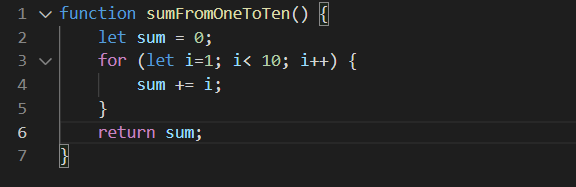 1 function sumFromOneToTen() {
2     let sum = 0;
3     for (let i=1; i< 10; i++) {
4         sum += i;
5     }
6     return sum;
7 }